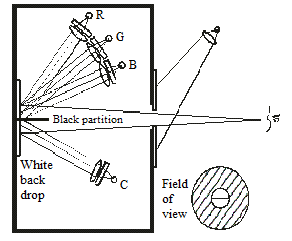 R
G
B
Black partition
White
back
drop
C
Field
of
view